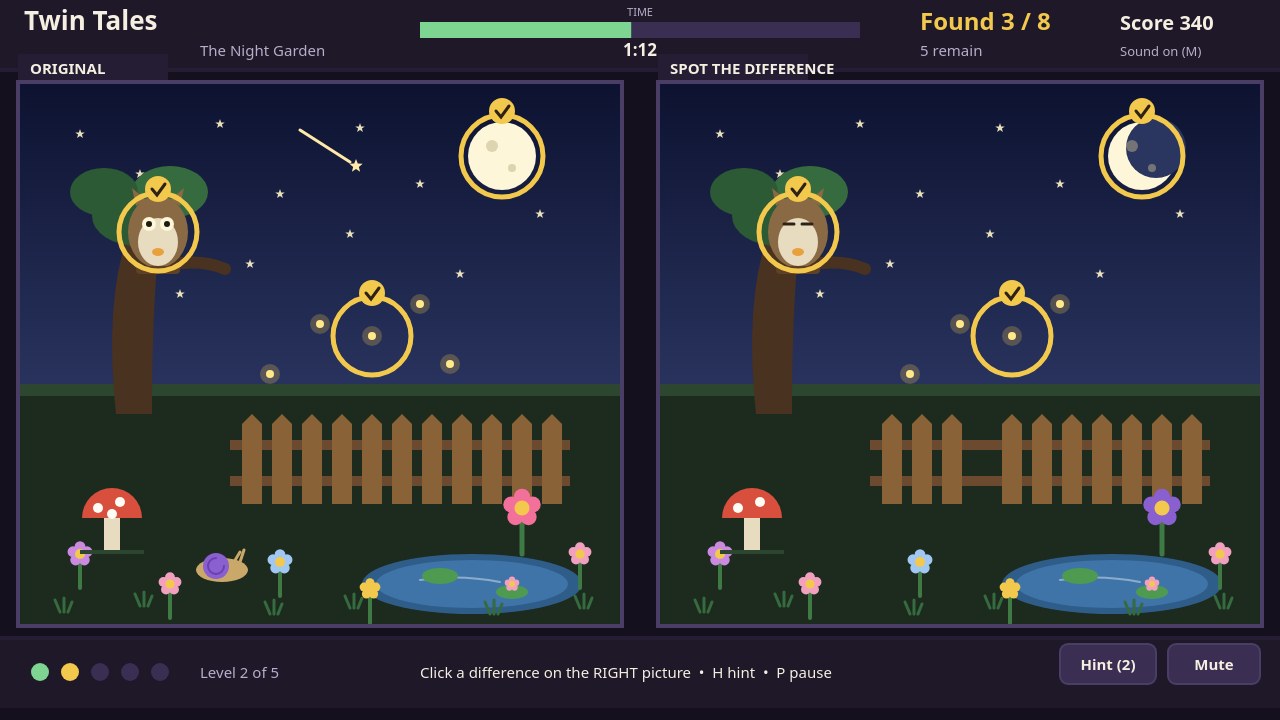 Twin Tales
The Night Garden
TIME
1:12
Found 3 / 8
5 remain
Score 340
Sound on (M)
ORIGINAL
SPOT THE DIFFERENCE
Level 2 of 5
Click a difference on the RIGHT picture • H hint • P pause
Hint (2)
Mute